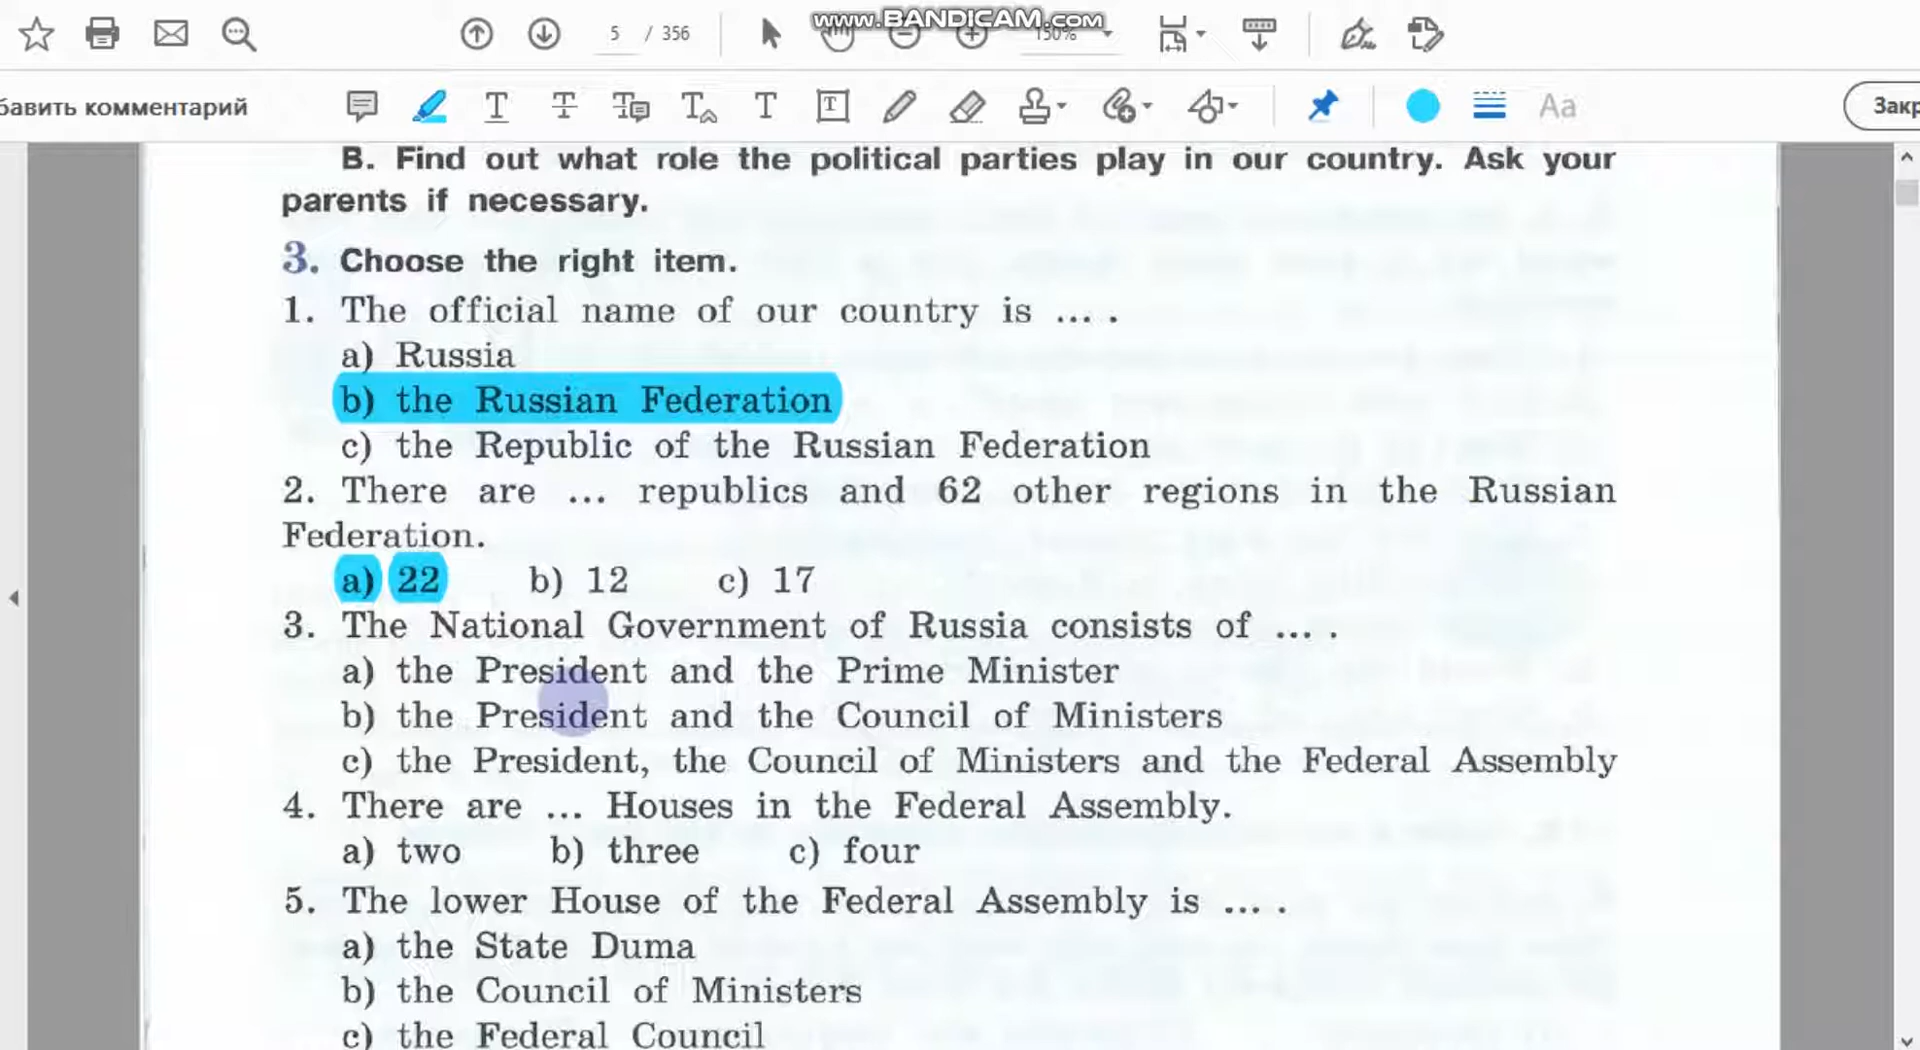 www.BANDICAM.com
5 / 356
150%
бавить комментарий
Aa
Закр
B. Find out what role the political parties play in our country. Ask your
parents if necessary.
3. Choose the right item.
1. The official name of our country is ... .
a) Russia
b) the Russian Federation
c) the Republic of the Russian Federation
2. There are ... republics and 62 other regions in the Russian
Federation.
a) 22 b) 12 c) 17
3. The National Government of Russia consists of ... .
a) the President and the Prime Minister
b) the President and the Council of Ministers
c) the President, the Council of Ministers and the Federal Assembly
4. There are ... Houses in the Federal Assembly.
a) two b) three c) four
5. The lower House of the Federal Assembly is .....
a) the State Duma
b) the Council of Ministers
c) the Federal Council